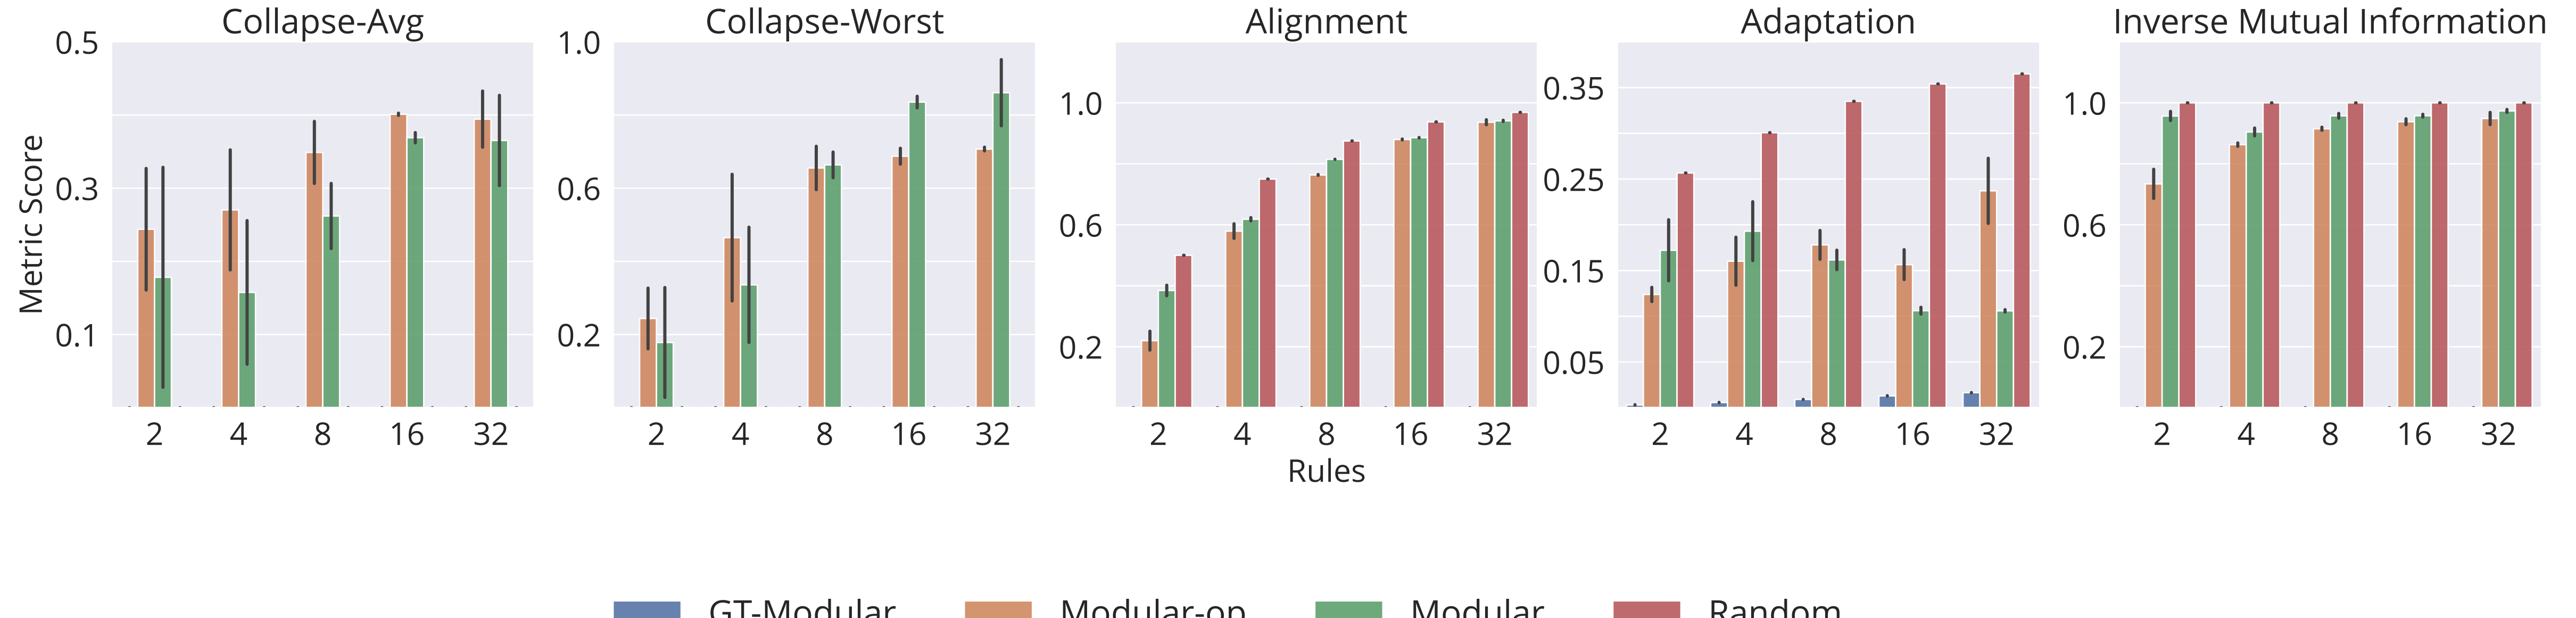 Collapse-Avg Collapse-Worst Alignment Adaptation Inverse Mutual Information
Metric Score
0.5
0.3
0.1
2 4 8 16 32
1.0
0.6
0.2
2 4 8 16 32
1.0
0.6
0.2
2 4 8 16 32
0.35
0.25
0.15
0.05
2 4 8 16 32
1.0
0.6
0.2
2 4 8 16 32
Rules
GT-Modular Modular-op Modular Random